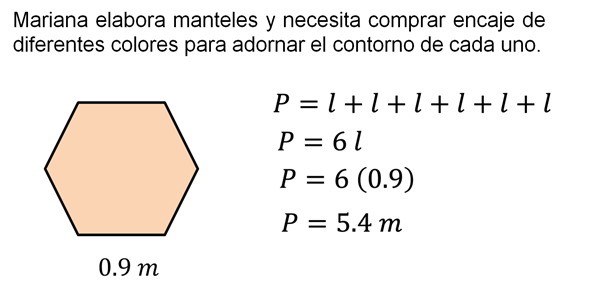 Mariana elabora manteles y necesita comprar encaje de
diferentes colores para adornar el contorno de cada uno.
P = l + l + l + l + l + l
P = 6 l
P = 6 (0.9)
P = 5.4 m
0.9 m